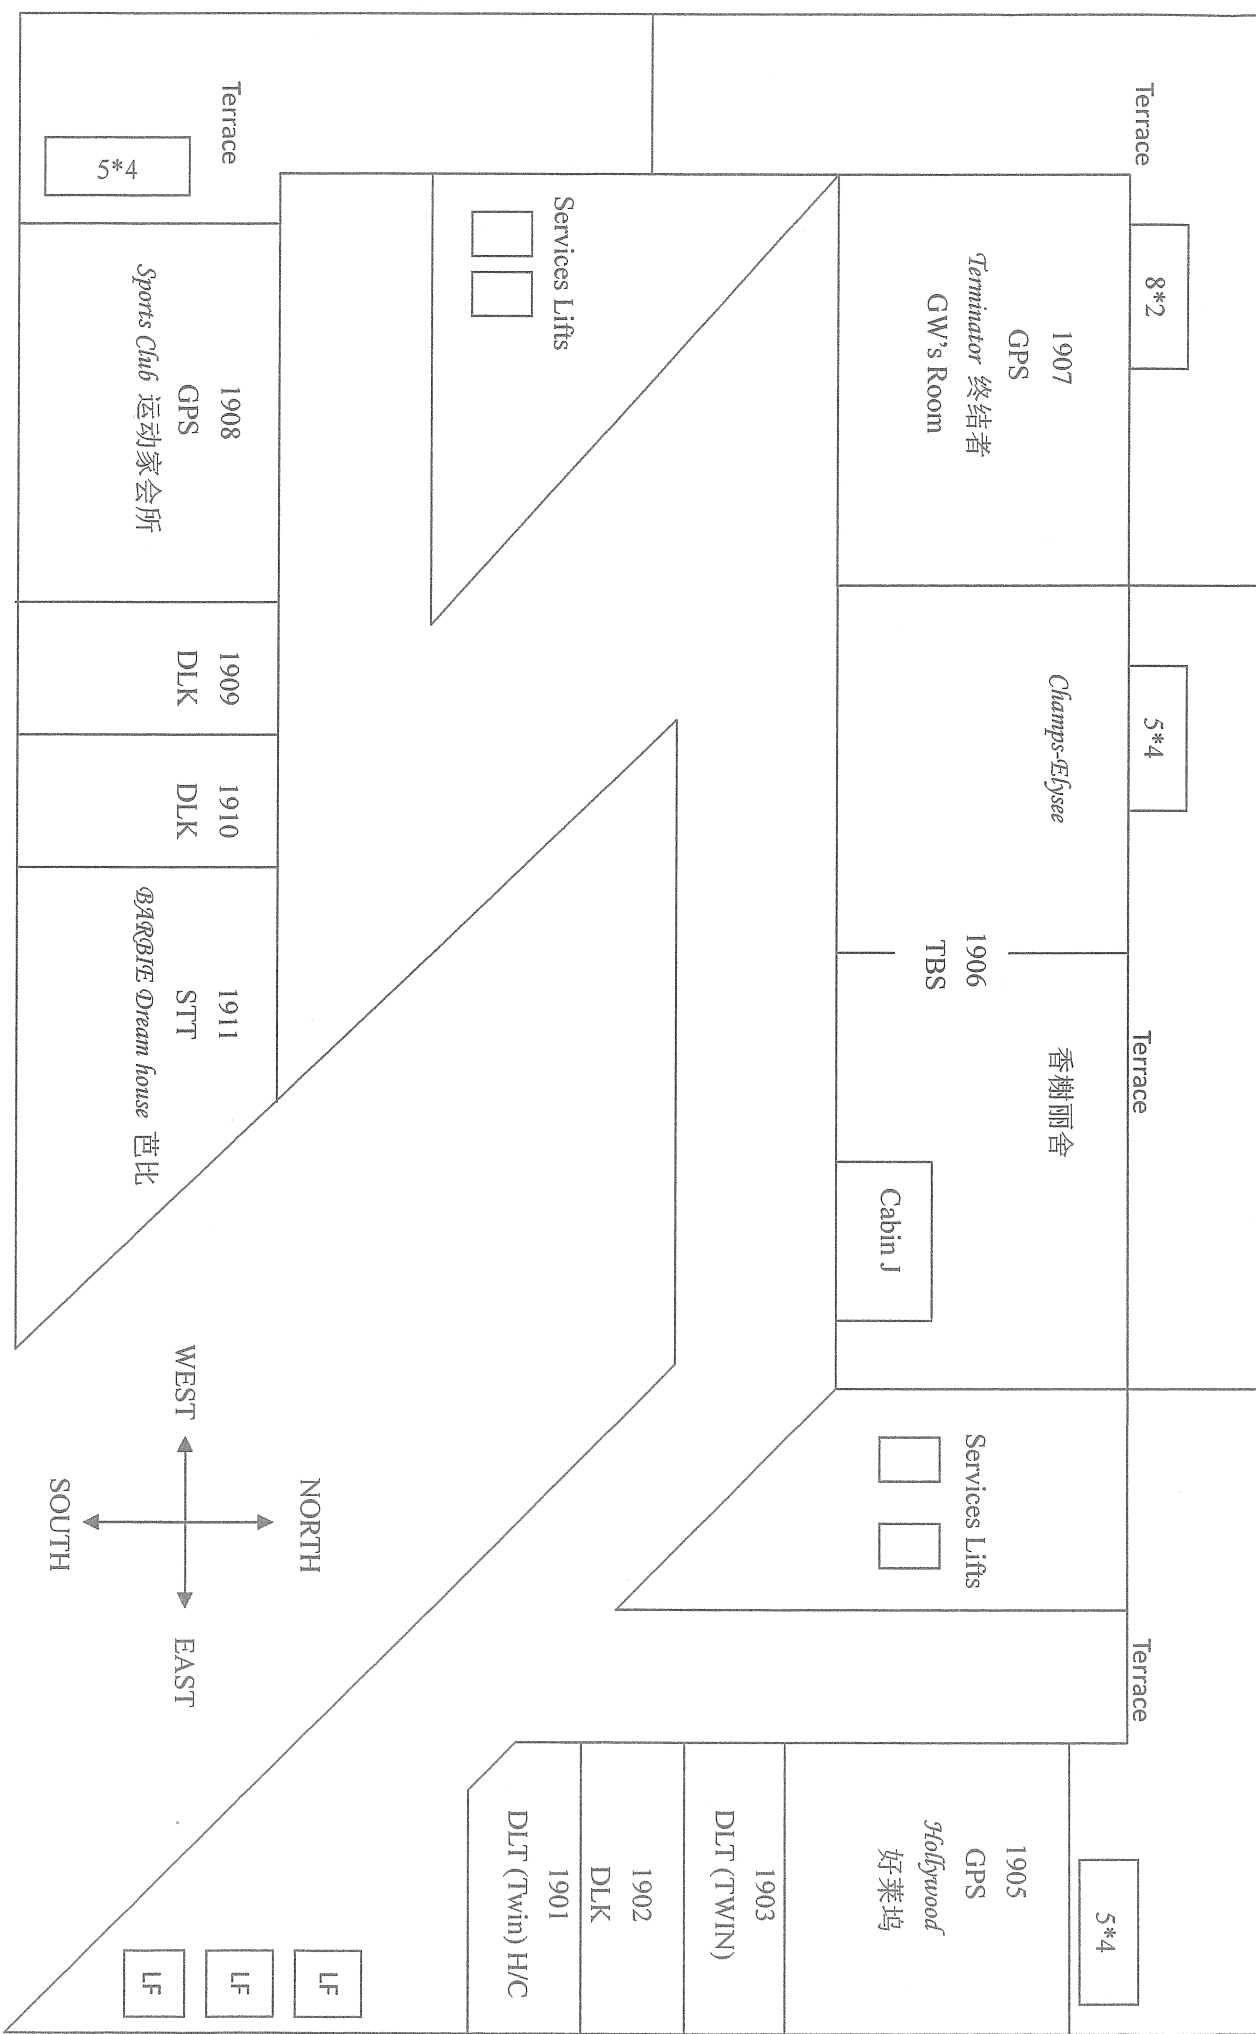 Terrace
8*2
1907
GPS
Terminator 终结者
GW's Room
5*4
Champs-Elysee
1906
TBS
Terrace
香榭丽舍
Cabin J
Services Lifts
Terrace
5*4
1905
GPS
Hollywood
好莱坞
1903
DLT (TWIN)
1902
DLK
1901
DLT (Twin) H/C
LF
LF
LF
Services Lifts
Terrace
5*4
1908
GPS
Sports Club 运动家会所
1909
DLK
1910
DLK
1911
STT
BARBIE Dream house 芭比
NORTH
WEST
EAST
SOUTH